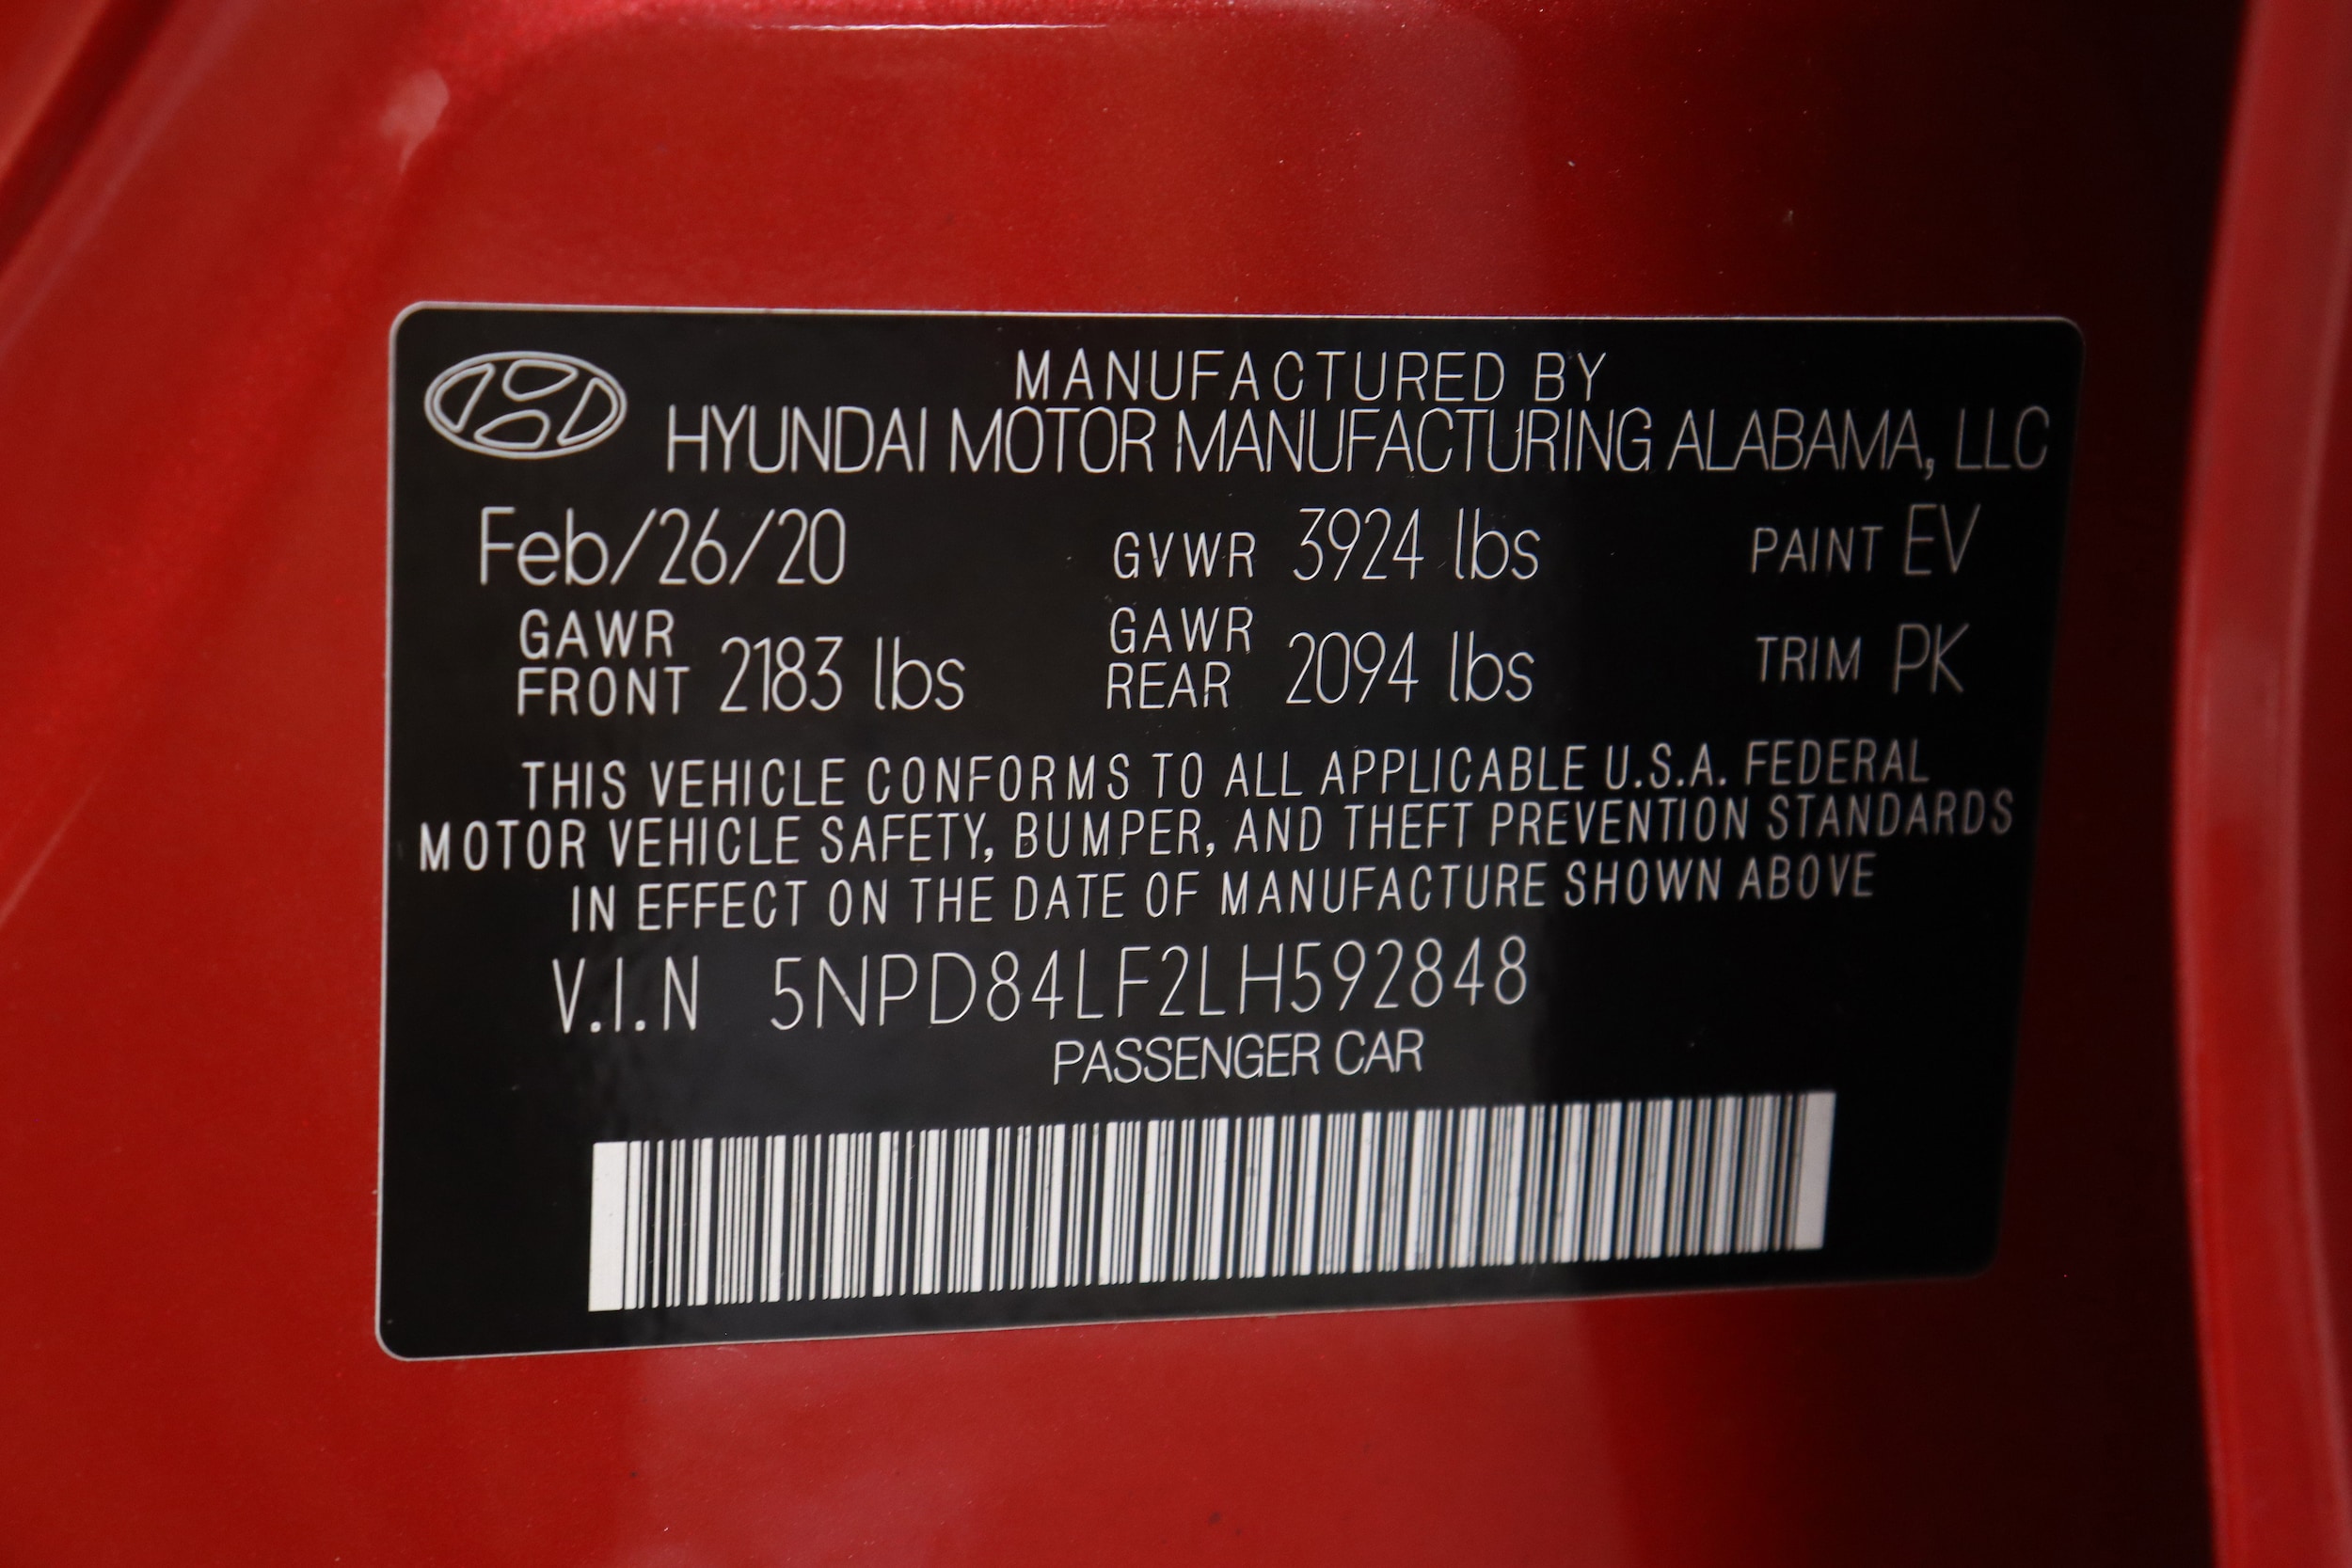 MANUFACTURED BY
HYUNDAI MOTOR MANUFACTURING ALABAMA, LLC
Feb/26/20 GVWR 3924 lbs PAINT EV
GAWR FRONT 2183 lbs GAWR REAR 2094 lbs TRIM PK
THIS VEHICLE CONFORMS TO ALL APPLICABLE U.S.A. FEDERAL
MOTOR VEHICLE SAFETY, BUMPER, AND THEFT PREVENTION STANDARDS
IN EFFECT ON THE DATE OF MANUFACTURE SHOWN ABOVE
V.I.N 5NPD84LF2LH592848
PASSENGER CAR